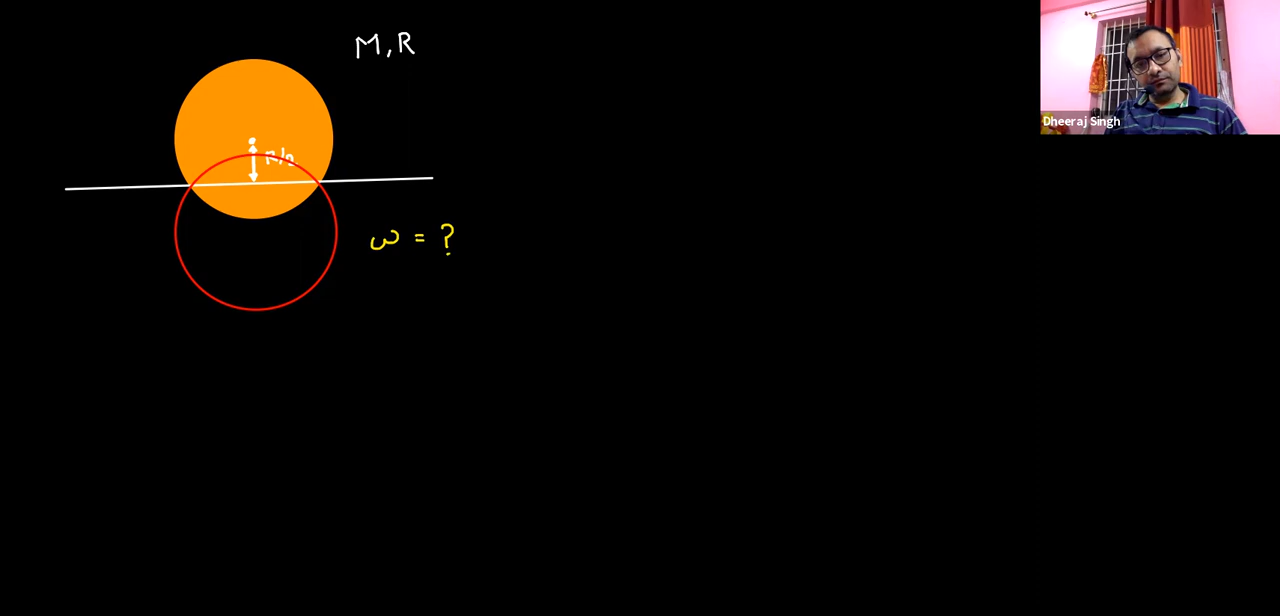 M, R
R/2
ω = ?
Dheeraj Singh